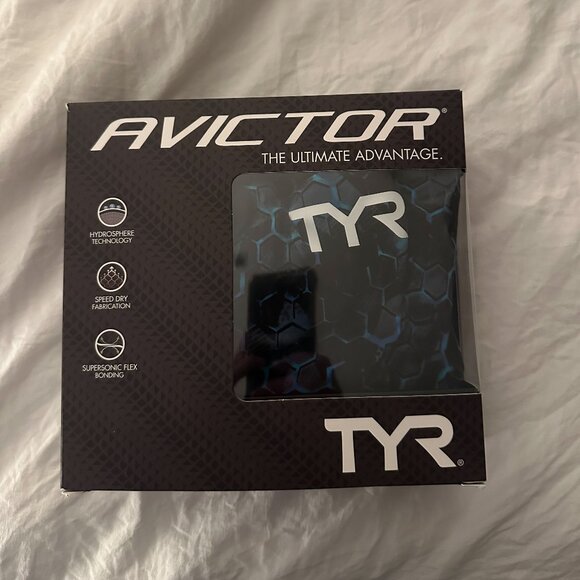 AVICTOR®
THE ULTIMATE ADVANTAGE.
HYDROSPHERE
TECHNOLOGY
SPEED DRY
FABRICATION
SUPERSONIC FLEX
BONDING
TYR
TYR®